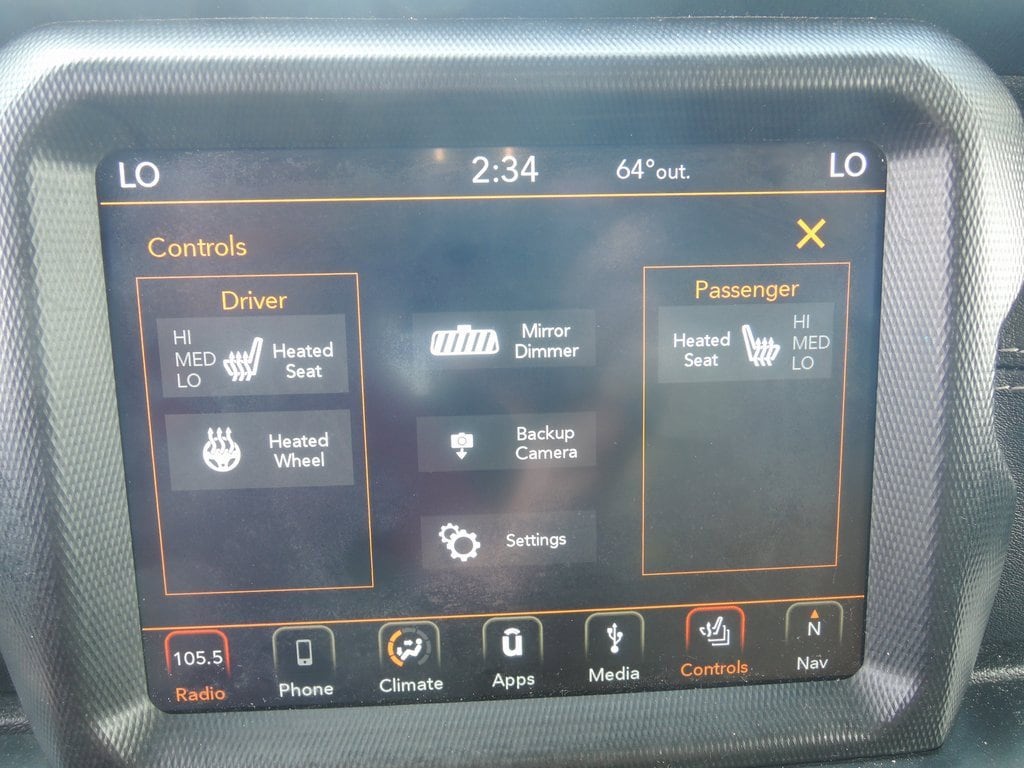 LO 2:34 64°out. LO
Controls
Driver
HI
MED
LO
Heated
Seat
Heated
Wheel
Mirror
Dimmer
Backup
Camera
Settings
Passenger
Heated
Seat
HI
MED
LO
105.5
Radio
Phone
Climate
Apps
Media
Controls
N
Nav